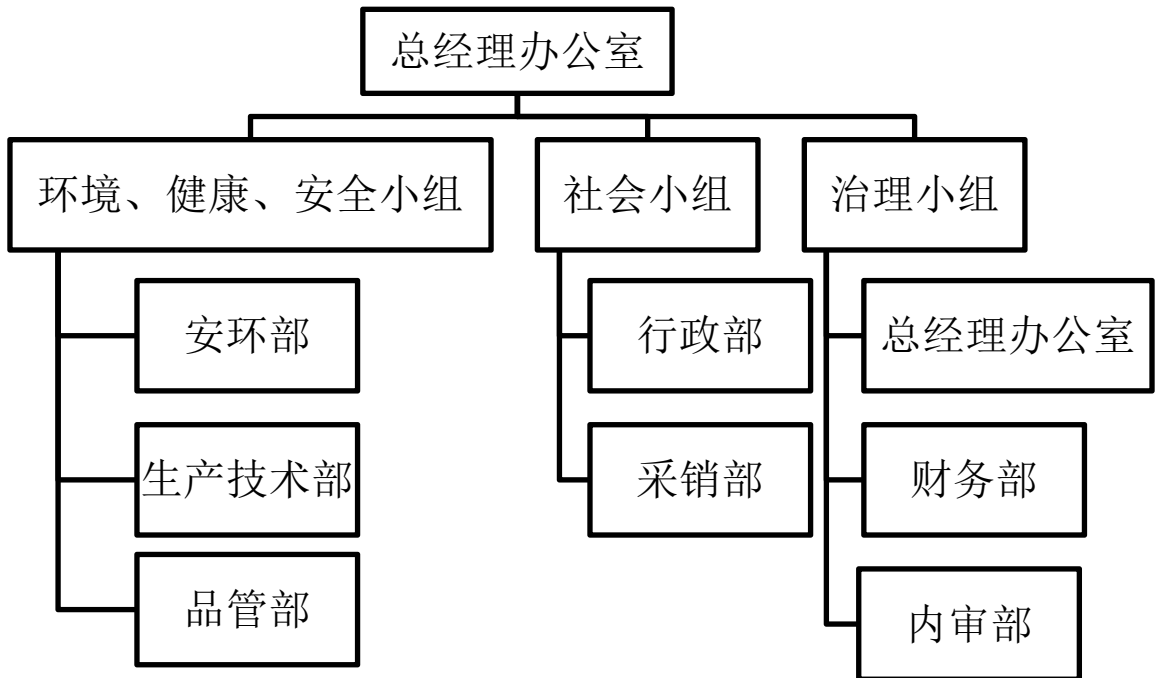 总经理办公室
环境、健康、安全小组
社会小组
治理小组
安环部
行政部
总经理办公室
生产技术部
采销部
财务部
品管部
内审部